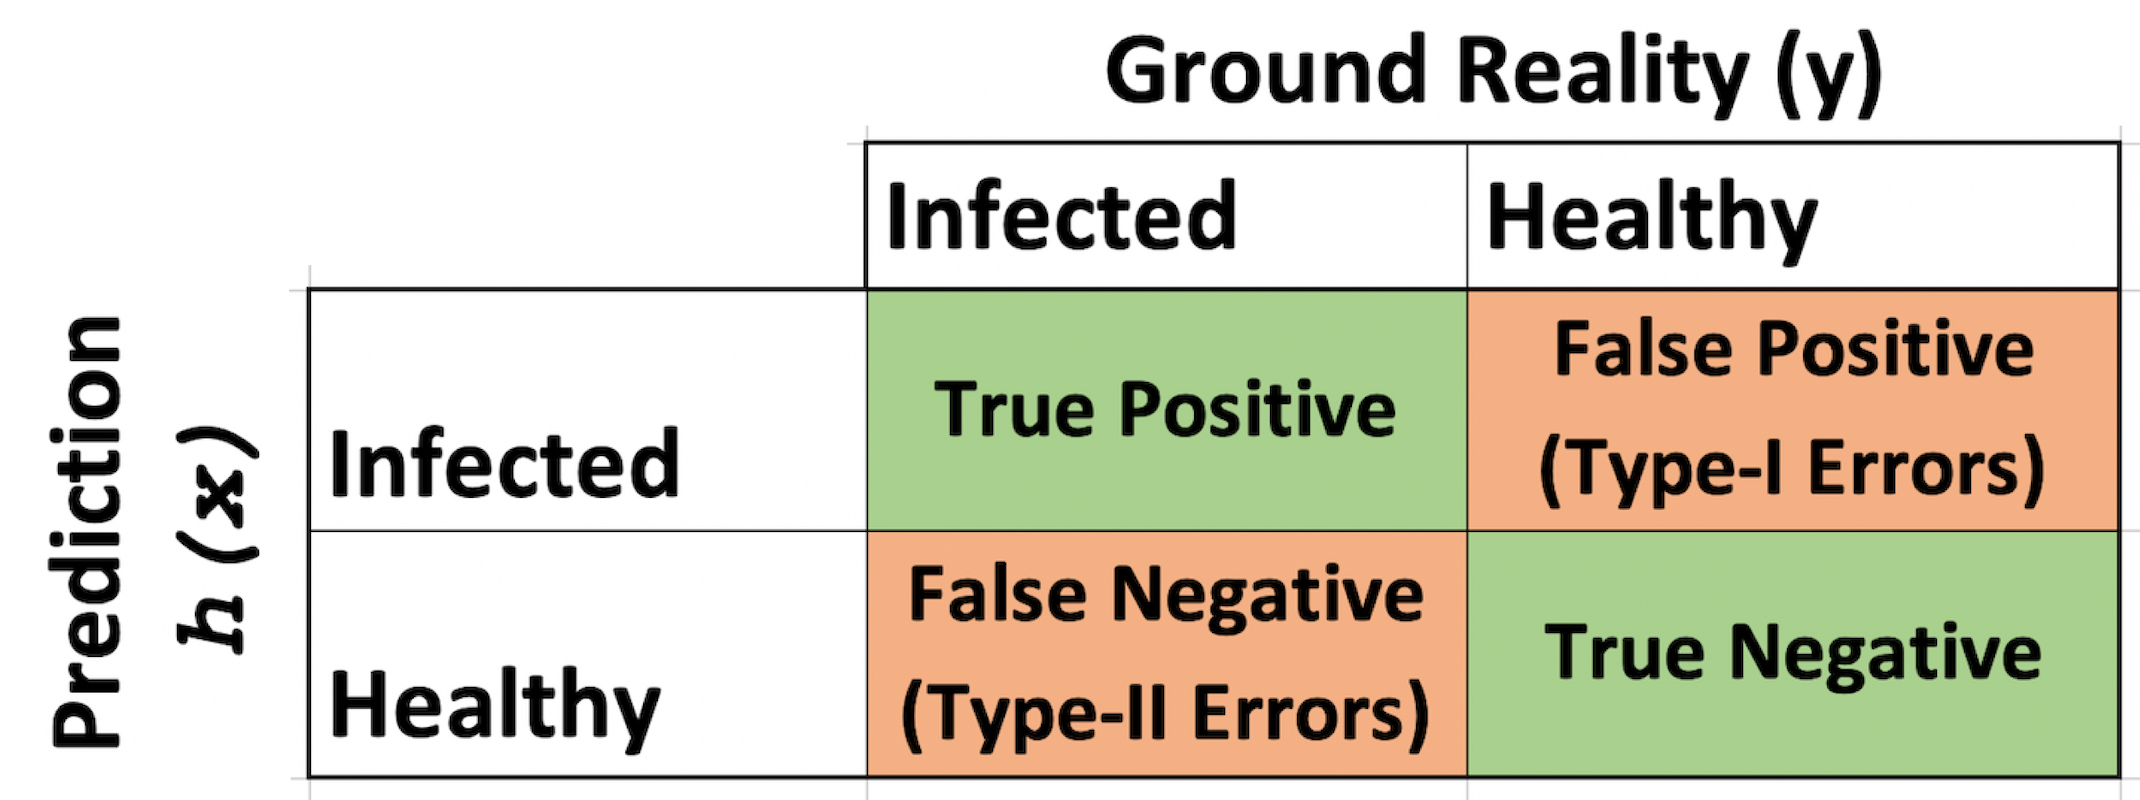 Ground Reality (y)
Infected
Healthy
Prediction
h (x)
Infected
True Positive
False Positive
(Type-I Errors)
Healthy
False Negative
(Type-II Errors)
True Negative